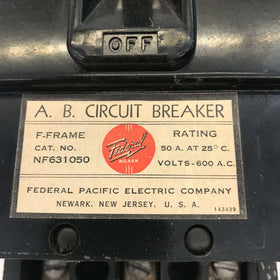 OFF
A. B. CIRCUIT BREAKER
F-FRAME
CAT. NO.
NF631050
Federal
NOARK
RATING
50 A. AT 25° C.
VOLTS-600 A.C.
FEDERAL PACIFIC ELECTRIC COMPANY
NEWARK, NEW JERSEY, U. S. A.
143439